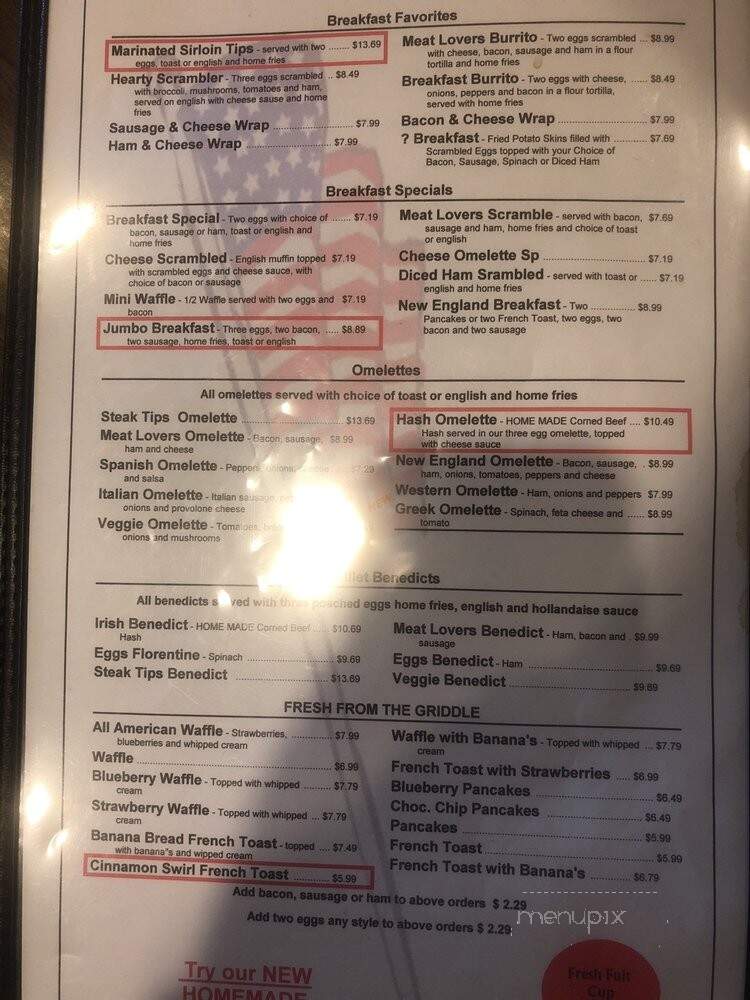 Breakfast Favorites
Marinated Sirloin Tips - served with two ........ $13.69
eggs, toast or english and home fries
Hearty Scrambler - Three eggs scrambled .. $8.49
with broccoli, mushrooms, tomatoes and ham,
served on english with cheese sause and home
fries
Sausage & Cheese Wrap ........................... $7.99
Ham & Cheese Wrap ........................... $7.99
Meat Lovers Burrito - Two eggs scrambled ... $8.99
with cheese, bacon, sausage and ham in a flour
tortilla and home fries
Breakfast Burrito - Two eggs with cheese, ...... $8.49
onions, peppers and bacon in a flour tortilla,
served with home fries
Bacon & Cheese Wrap ........................... $7.99
? Breakfast - Fried Potato Skins filled with .......... $7.69
Scrambled Eggs topped with your Choice of
Bacon, Sausage, Spinach or Diced Ham
Breakfast Specials
Breakfast Special - Two eggs with choice of ....... $7.19
bacon, sausage or ham, toast or english and
home fries
Cheese Scrambled - English muffin topped $7.19
with scrambled eggs and cheese sauce, with
choice of bacon or sausage
Mini Waffle - 1/2 Waffle served with two eggs and $7.19
bacon
Jumbo Breakfast - Three eggs, two bacon, ..... $8.89
two sausage, home fries, toast or english
Meat Lovers Scramble - served with bacon, $7.69
sausage and ham, home fries and choice of toast
or english
Cheese Omelette Sp ........................... $7.19
Diced Ham Srambled - served with toast or ..... $7.19
english and home fries
New England Breakfast - Two ............. $8.99
Pancakes or two French Toast, two eggs, two
bacon and two sausage
Omelettes
All omelettes served with choice of toast or english and home fries
Steak Tips Omelette ........................... $13.69
Meat Lovers Omelette - Bacon, sausage, $8.99
ham and cheese
Spanish Omelette - Peppers, onions, $7.29
and salsa
Italian Omelette - Italian sausage,
onions and provolone cheese
Veggie Omelette - Tomatoes,
onions and mushrooms
Hash Omelette - HOME MADE Corned Beef .... $10.49
Hash served in our three egg omelette, topped
with cheese sauce
New England Omelette - Bacon, sausage, . $8.99
ham, onions, tomatoes, peppers and cheese
Western Omelette - Ham, onions and peppers $7.99
Greek Omelette - Spinach, feta cheese and ...... $8.99
tomato
Benedicts
All benedicts served with three poached eggs home fries, english and hollandaise sauce
Irish Benedict - HOME MADE Corned Beef .... $10.69
Hash
Eggs Florentine - Spinach ........................... $9.69
Steak Tips Benedict ........................... $13.69
Meat Lovers Benedict - Ham, bacon and . $9.99
sausage
Eggs Benedict - Ham ........................... $9.69
Veggie Benedict ........................... $9.69
FRESH FROM THE GRIDDLE
All American Waffle - Strawberries, ............ $7.99
blueberries and whipped cream
Waffle ........................... $6.99
Blueberry Waffle - Topped with whipped ......... $7.79
cream
Strawberry Waffle - Topped with whipped ... $7.79
cream
Banana Bread French Toast - topped .... $7.49
with banana"s and wipped cream
Cinnamon Swirl French Toast ............ $5.99
Waffle with Banana's - Topped with whipped ... $7.79
cream
French Toast with Strawberries ..... $6.99
Blueberry Pancakes ........................... $6.49
Choc. Chip Pancakes ........................... $6.49
Pancakes ........................... $5.99
French Toast ........................... $5.99
French Toast with Banana's ............. $6.79
Add bacon, sausage or ham to above orders $ 2.29
Add two eggs any style to above orders $ 2.29
menupix
Try our NEW
HOMEMADE
Fresh Fuit
Cup